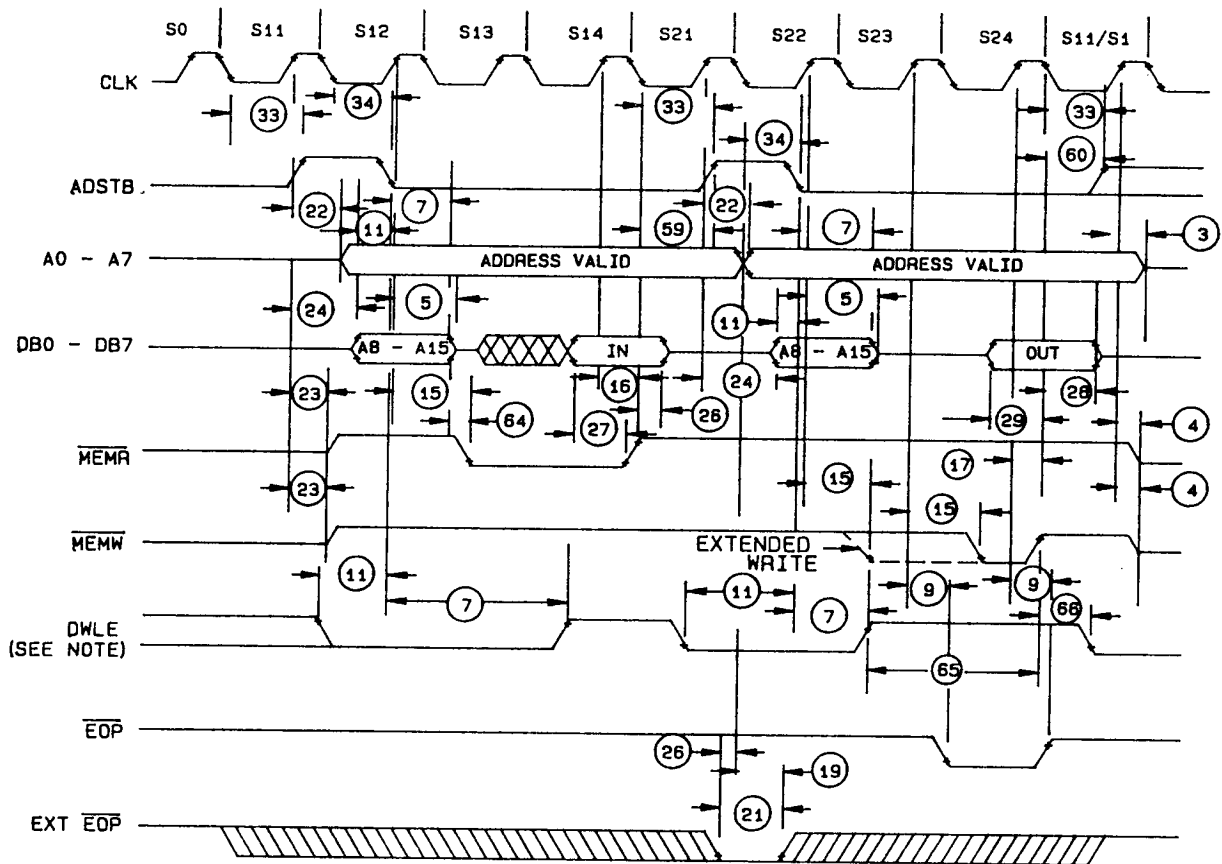 S0 S11 S12 S13 S14 S21 S22 S23 S24 S11/S1
CLK
33 34 33 34 33
60
ADSTB
22 7 22
11 59 7 3
A0 - A7 ADDRESS VALID ADDRESS VALID
24 5 5
11
DB0 - DB7 A8 - A15 IN A8 - A15 OUT
23 15 16 24 28
64 27 26 29 4
MEMR
23 15 17 4
15
MEMW
EXTENDED
WRITE
11 11 9 9
7 7 66
DWLE
(SEE NOTE)
65
EOP
26 19
21
EXT EOP